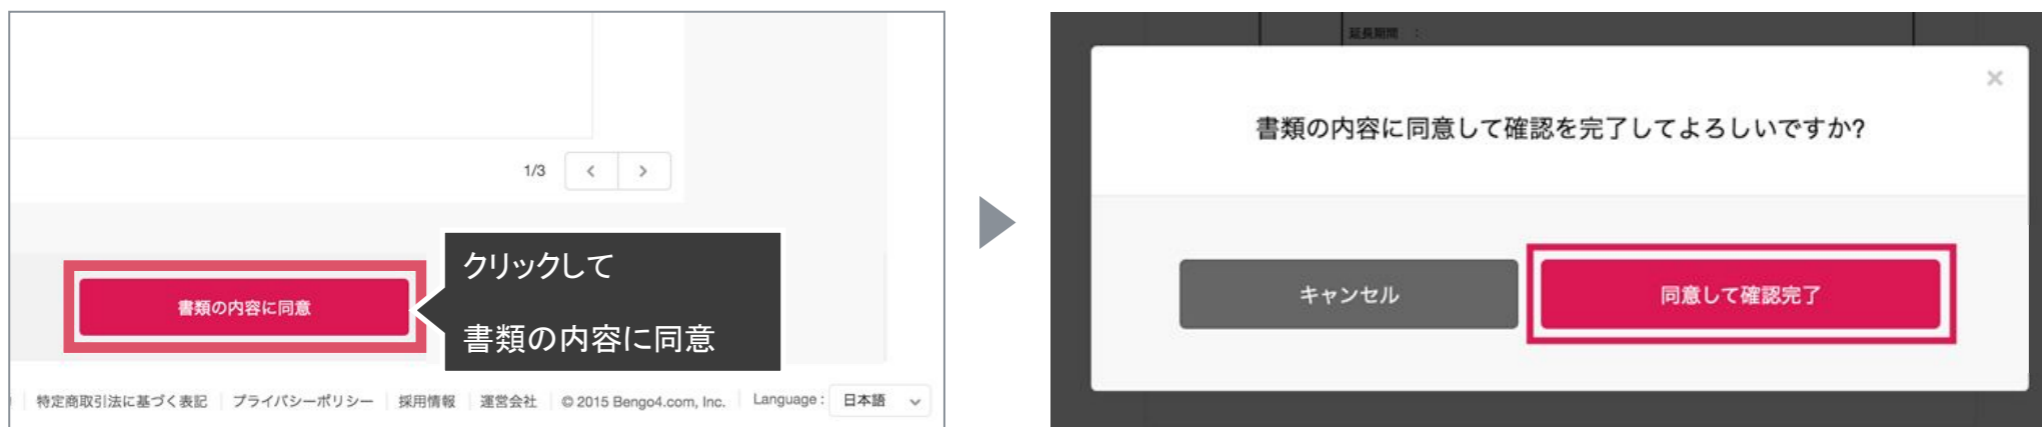 1/3
クリックして
書類の内容に同意
書類の内容に同意
特定商取引法に基づく表記 プライバシーポリシー 採用情報 運営会社 © 2015 Bengo4.com, Inc. Language : 日本語
延長期間 :
書類の内容に同意して確認を完了してよろしいですか?
キャンセル
同意して確認完了